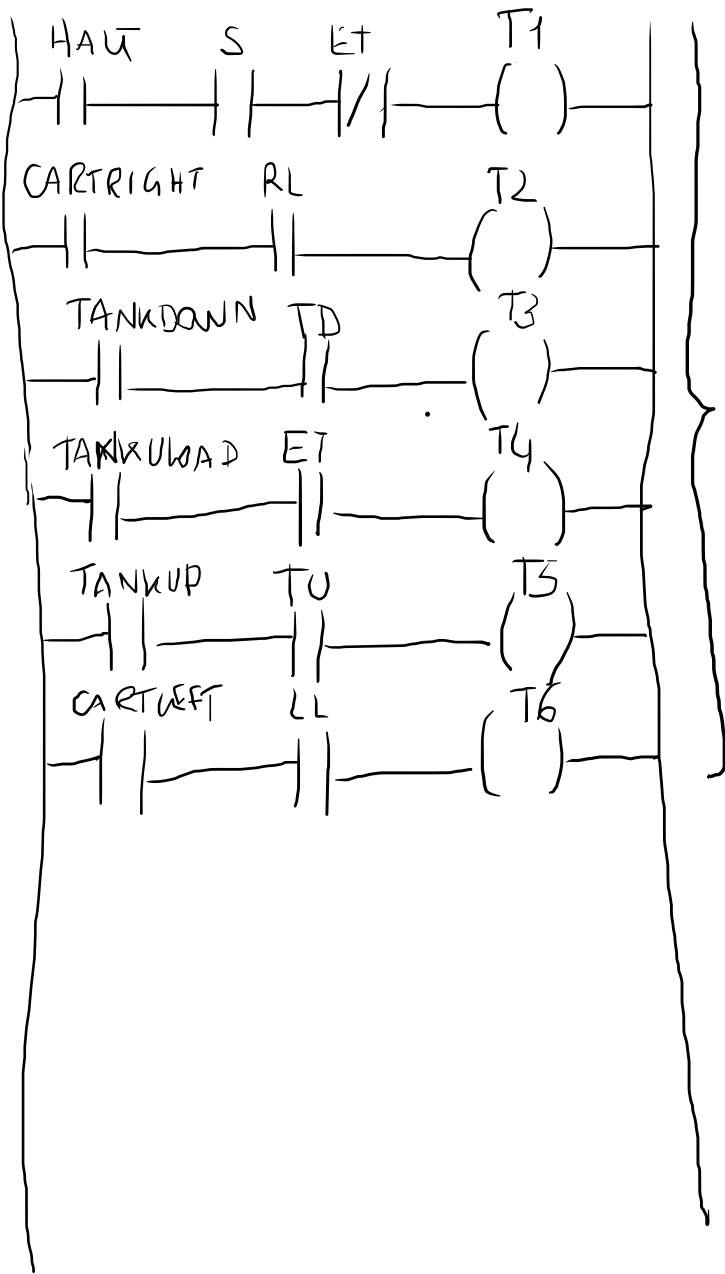 HALT S ET T1
CARTRIGHT RL T2
TANKDOWN TD T3
TANKULOAD ET T4
TANKUP TU T5
CARTLEFT LL T6